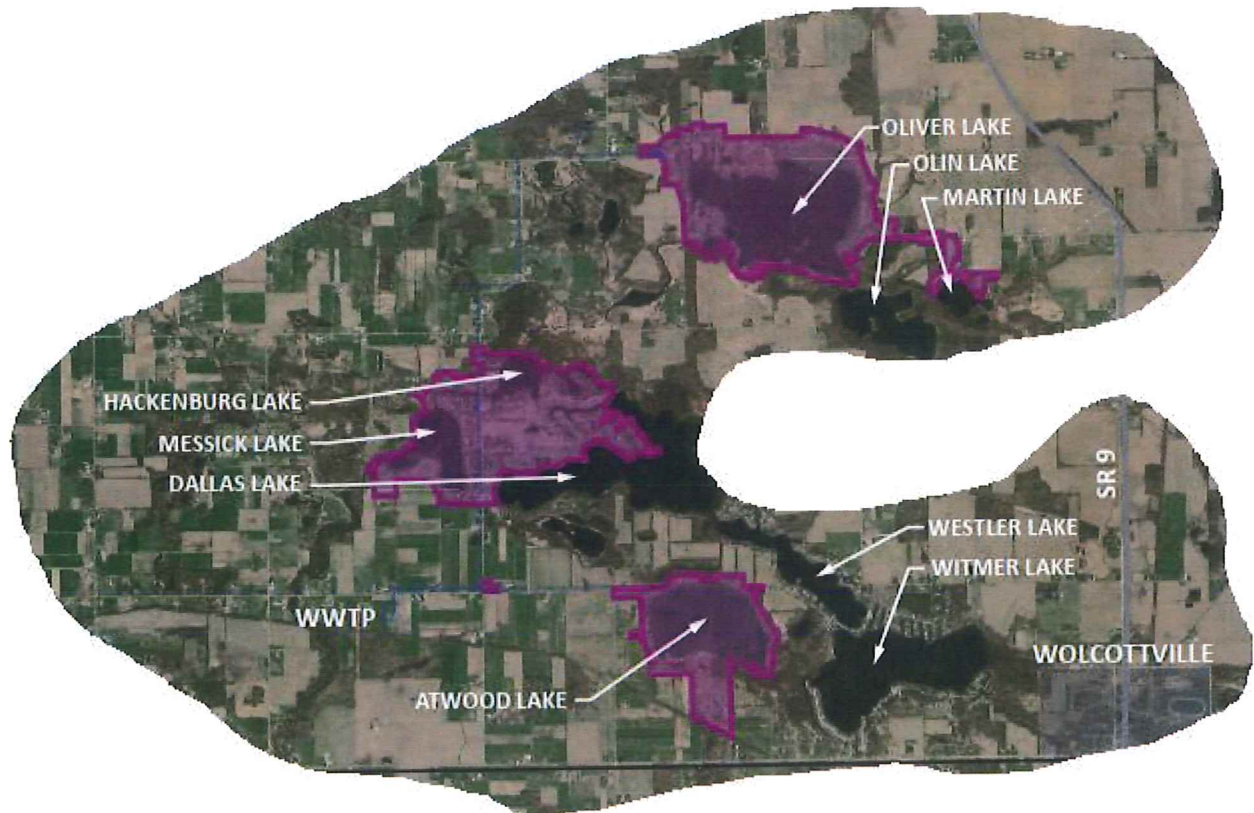 OLIVER LAKE
OLIN LAKE
MARTIN LAKE
HACKENBURG LAKE
MESSICK LAKE
DALLAS LAKE
SR 9
WESTLER LAKE
WITMER LAKE
WWTP
WOLCOTTVILLE
ATWOOD LAKE